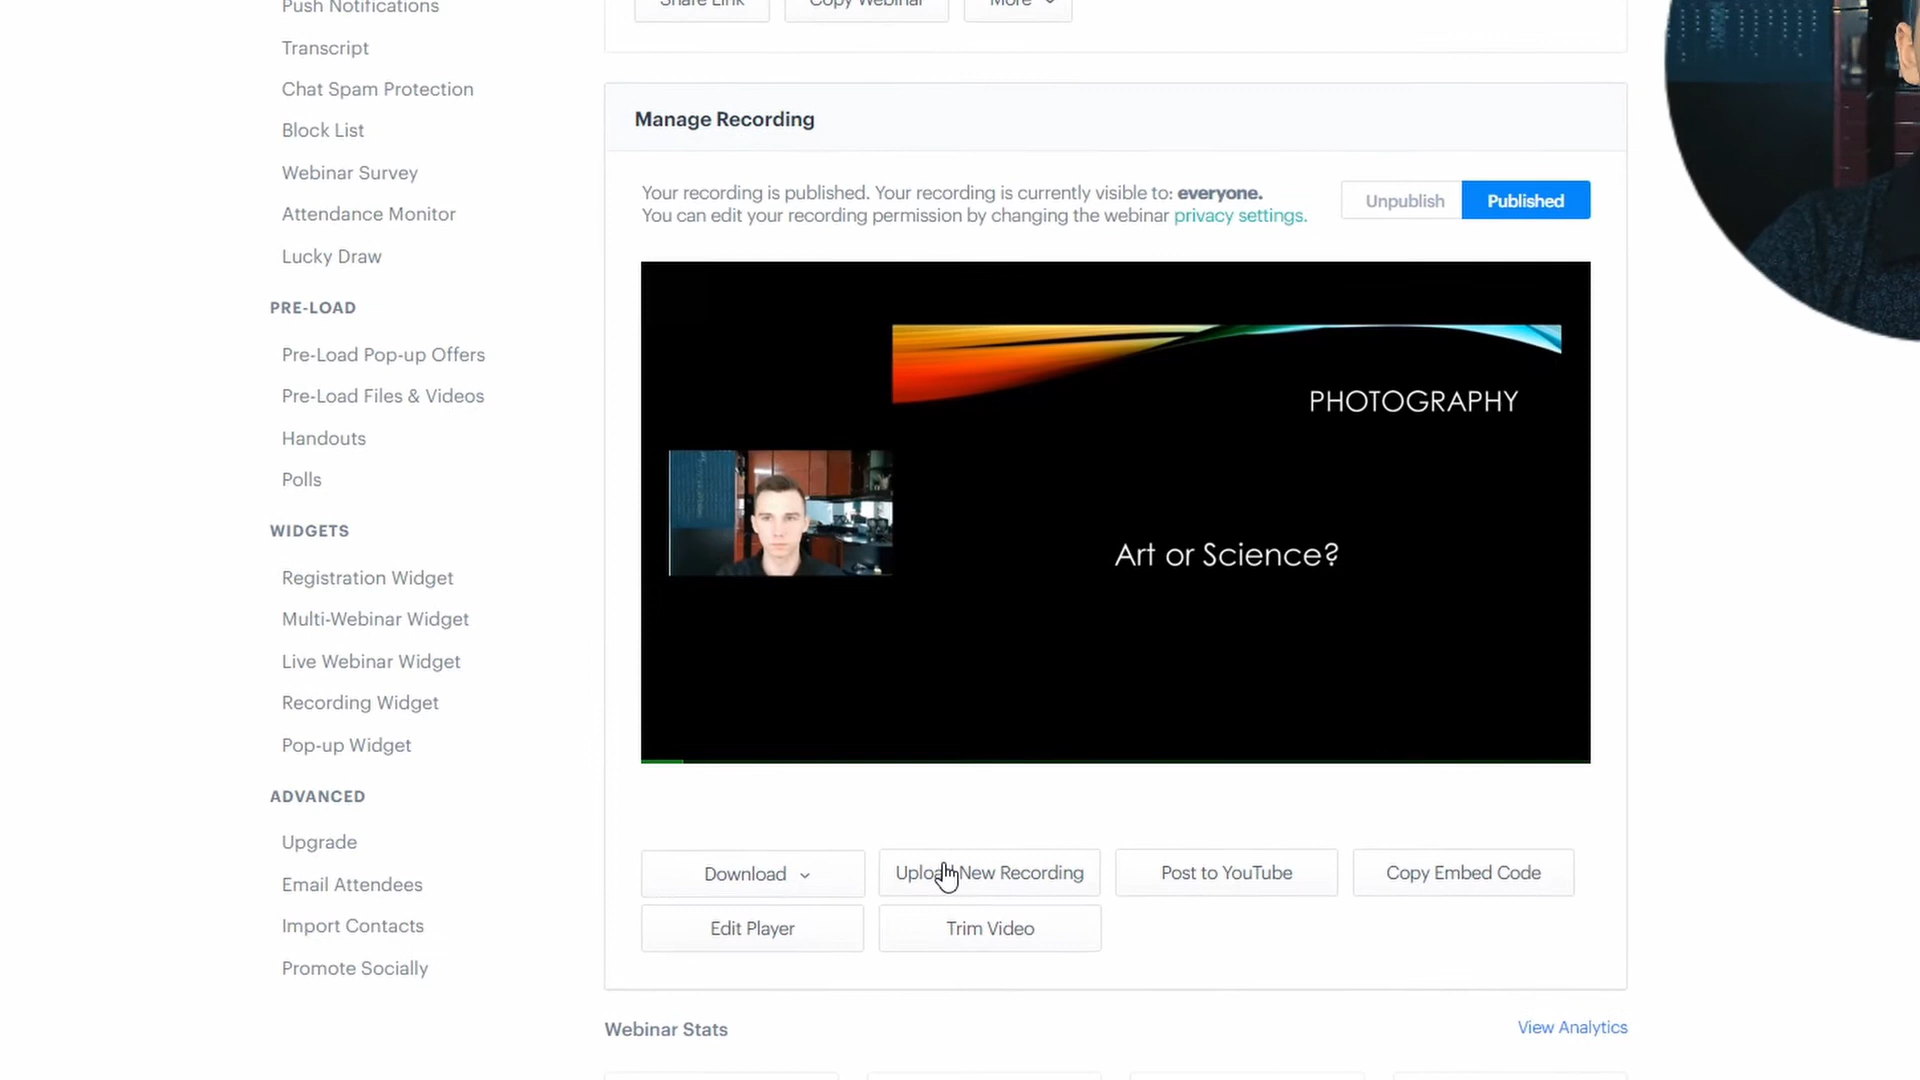 Push Notifications
Transcript
Chat Spam Protection
Block List
Webinar Survey
Attendance Monitor
Lucky Draw
PRE-LOAD
Pre-Load Pop-up Offers
Pre-Load Files & Videos
Handouts
Polls
WIDGETS
Registration Widget
Multi-Webinar Widget
Live Webinar Widget
Recording Widget
Pop-up Widget
ADVANCED
Upgrade
Email Attendees
Import Contacts
Promote Socially
Share Link
Copy Webinar
More
Manage Recording
Your recording is published. Your recording is currently visible to: everyone.
You can edit your recording permission by changing the webinar privacy settings.
Unpublish
Published
PHOTOGRAPHY
Art or Science?
Download
Upload New Recording
Post to YouTube
Copy Embed Code
Edit Player
Trim Video
Webinar Stats
View Analytics